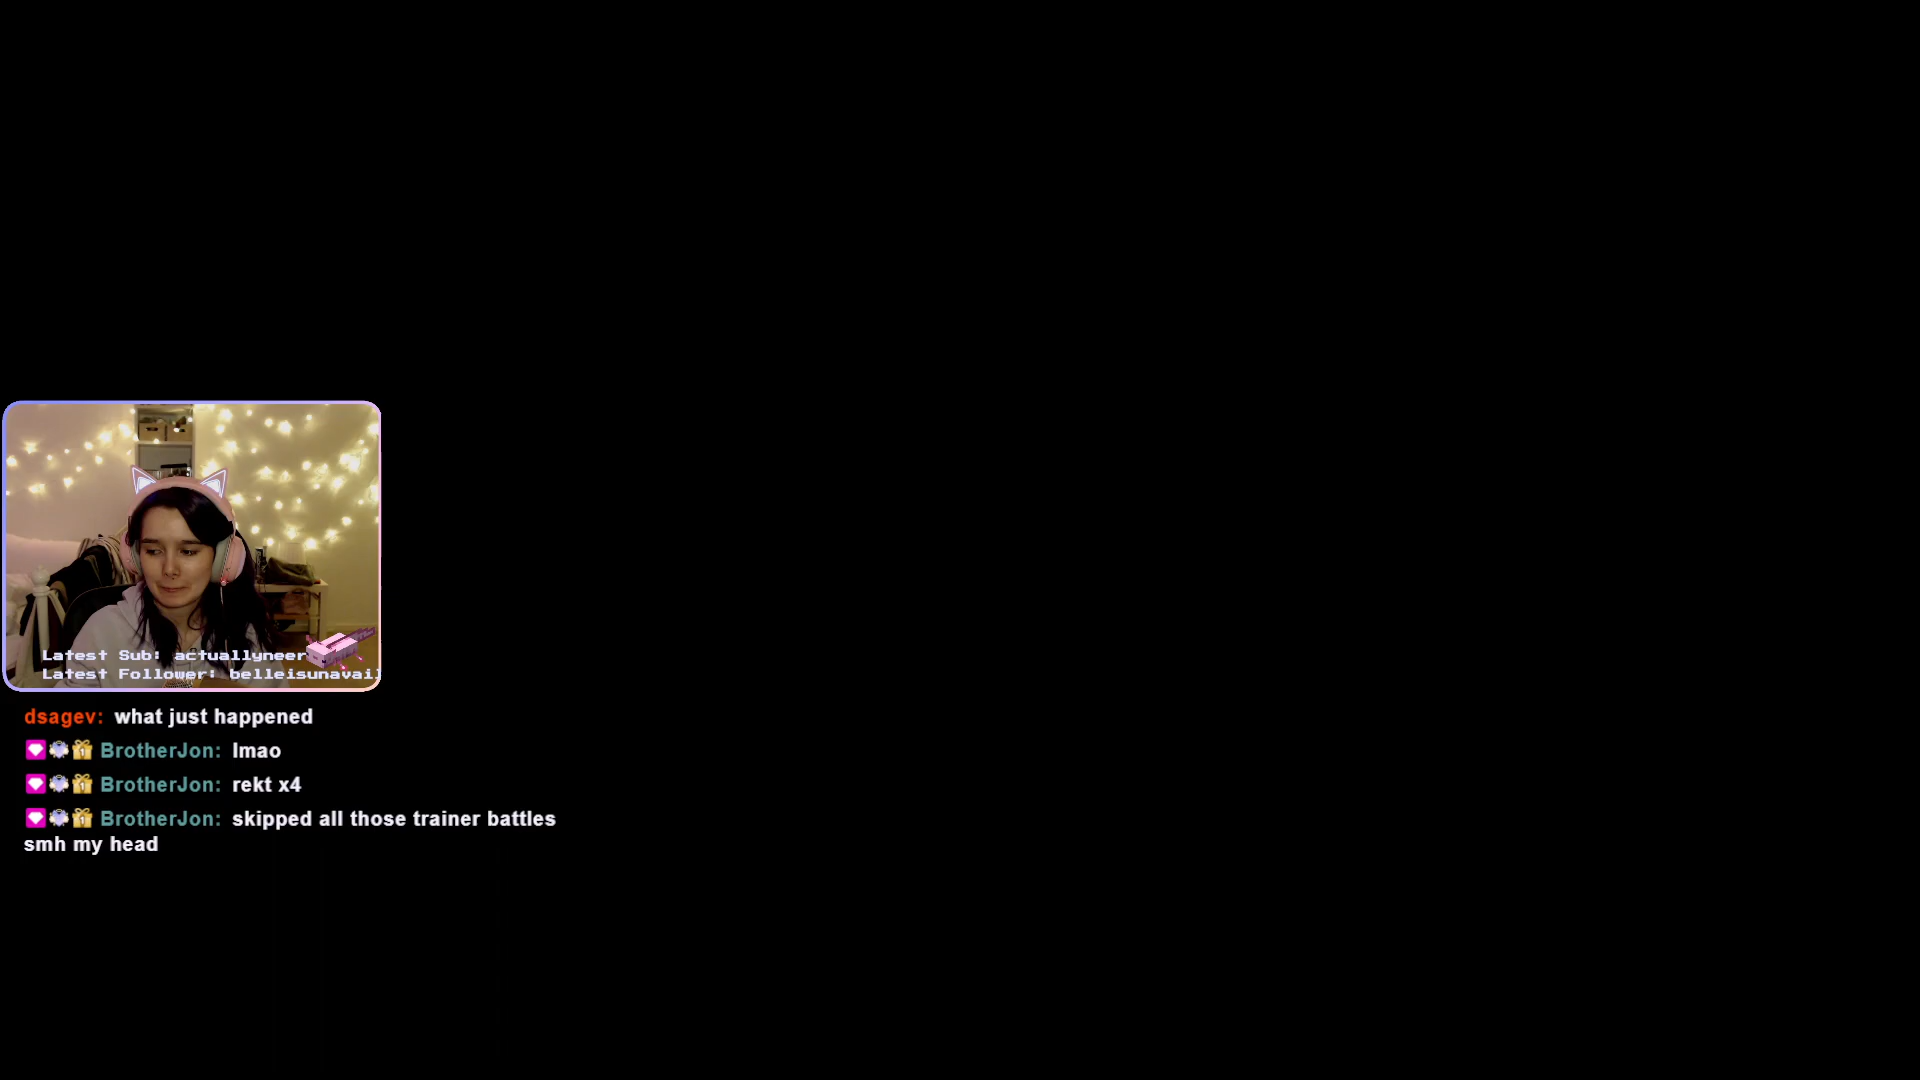 Latest Sub: actuallyneer
Latest Follower: belleisunavail
dsagev: what just happened
BrotherJon: lmao
BrotherJon: rekt x4
BrotherJon: skipped all those trainer battles
smh my head